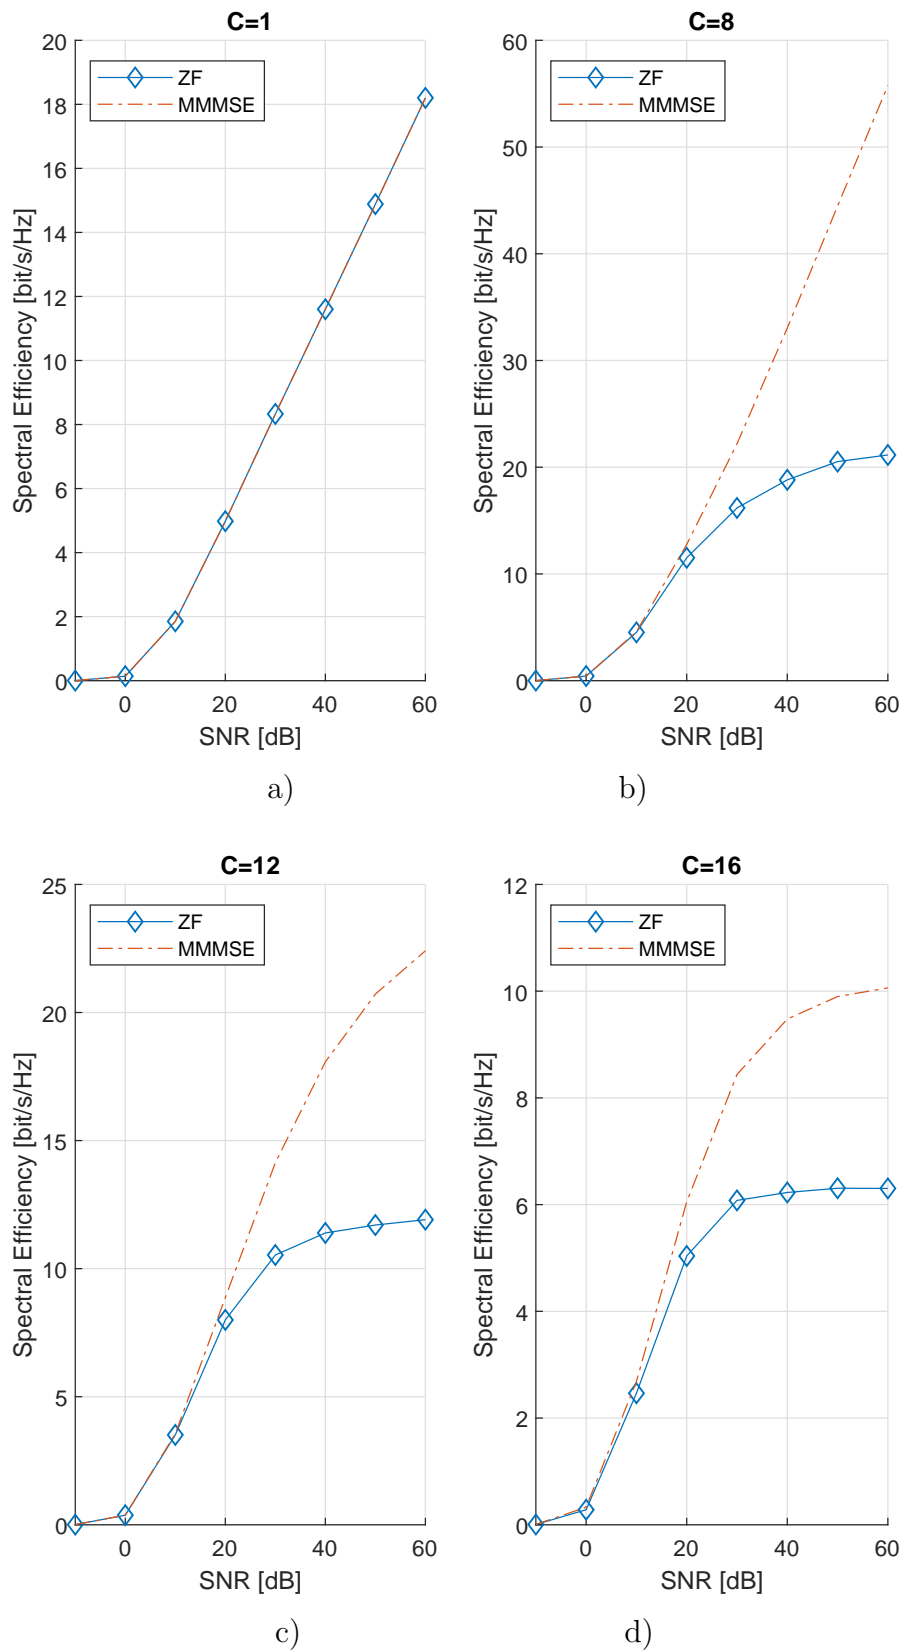 C=1
20
18
16
14
12
10
8
6
4
2
0
Spectral Efficiency [bit/s/Hz]
ZF
MMMSE
0 20 40 60
SNR [dB]
a)
C=8
60
50
40
30
20
10
0
Spectral Efficiency [bit/s/Hz]
ZF
MMMSE
0 20 40 60
SNR [dB]
b)
C=12
25
20
15
10
5
0
Spectral Efficiency [bit/s/Hz]
ZF
MMMSE
0 20 40 60
SNR [dB]
c)
C=16
12
10
8
6
4
2
0
Spectral Efficiency [bit/s/Hz]
ZF
MMMSE
0 20 40 60
SNR [dB]
d)